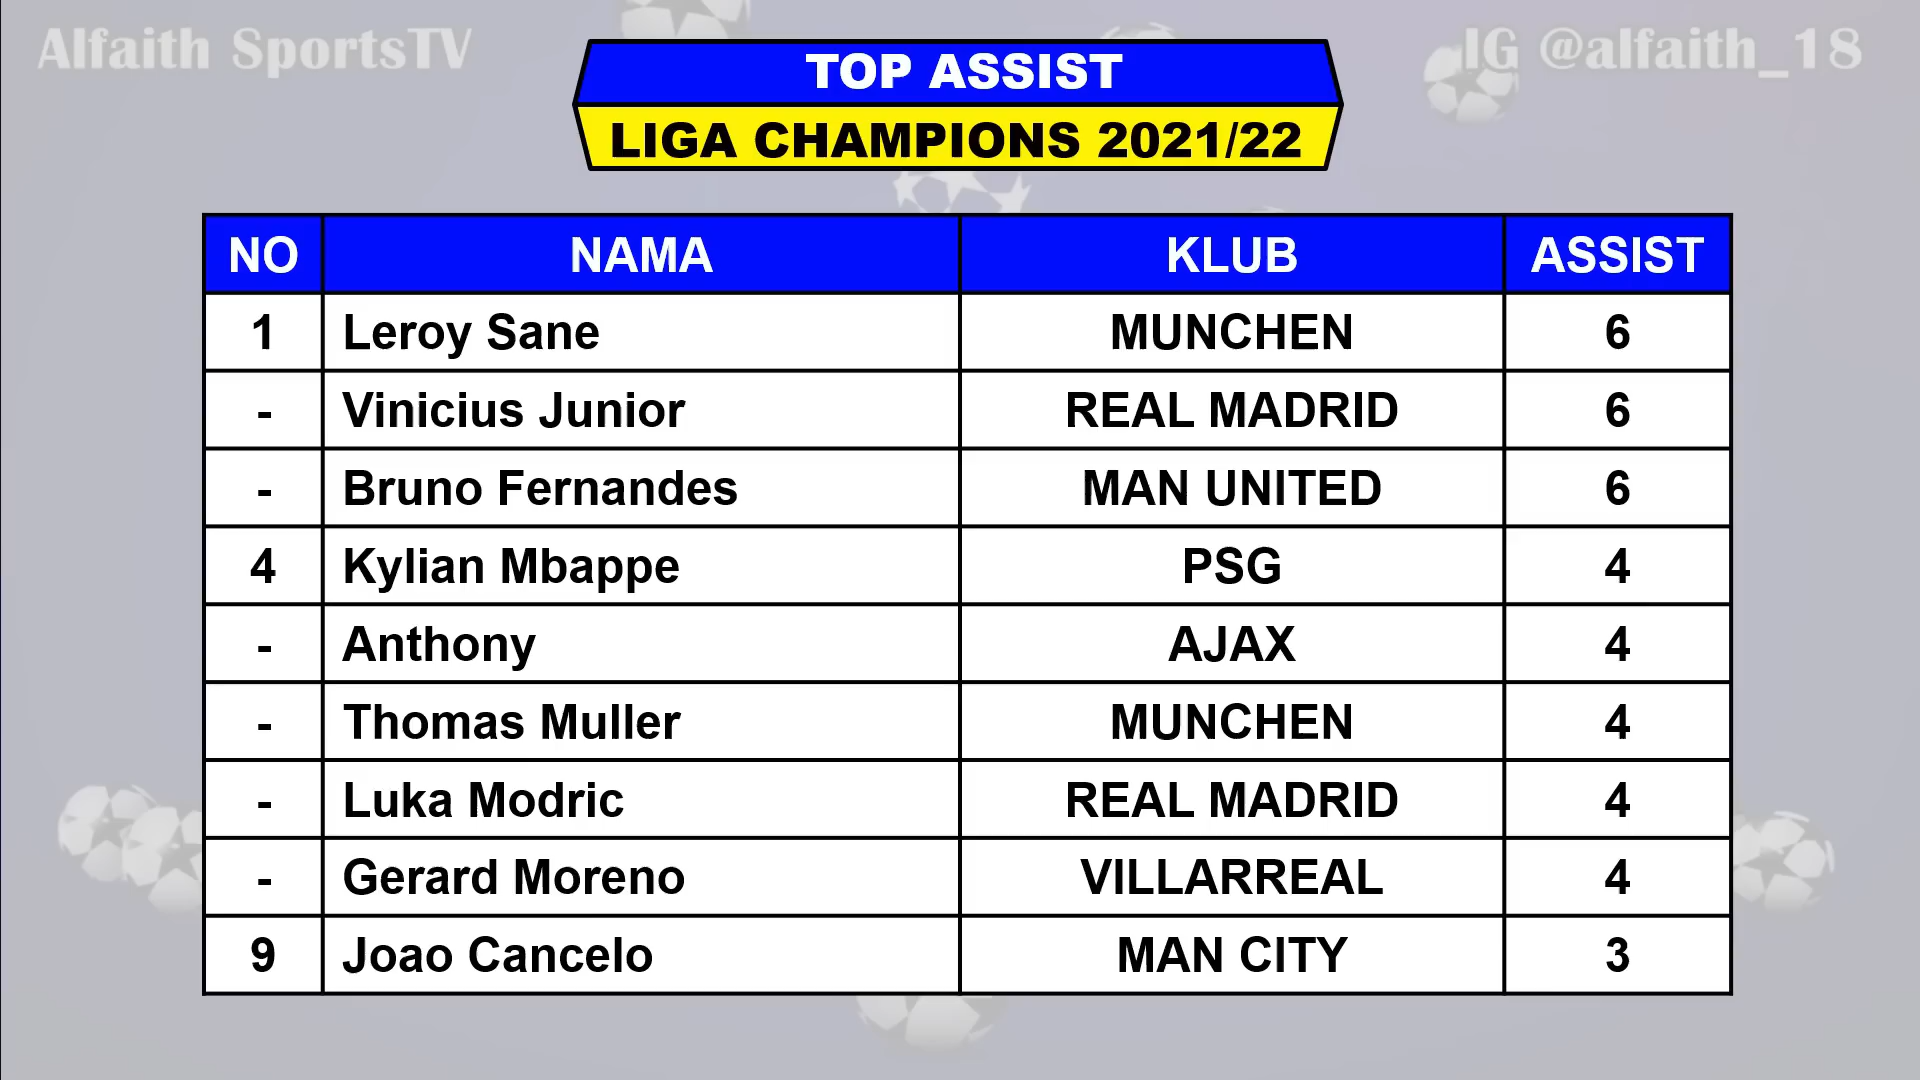 Alfaith SportsTV
IG @alfaith_18
TOP ASSIST
LIGA CHAMPIONS 2021/22
NO NAMA KLUB ASSIST
1 Leroy Sane MUNCHEN 6
- Vinicius Junior REAL MADRID 6
- Bruno Fernandes MAN UNITED 6
4 Kylian Mbappe PSG 4
- Anthony AJAX 4
- Thomas Muller MUNCHEN 4
- Luka Modric REAL MADRID 4
- Gerard Moreno VILLARREAL 4
9 Joao Cancelo MAN CITY 3